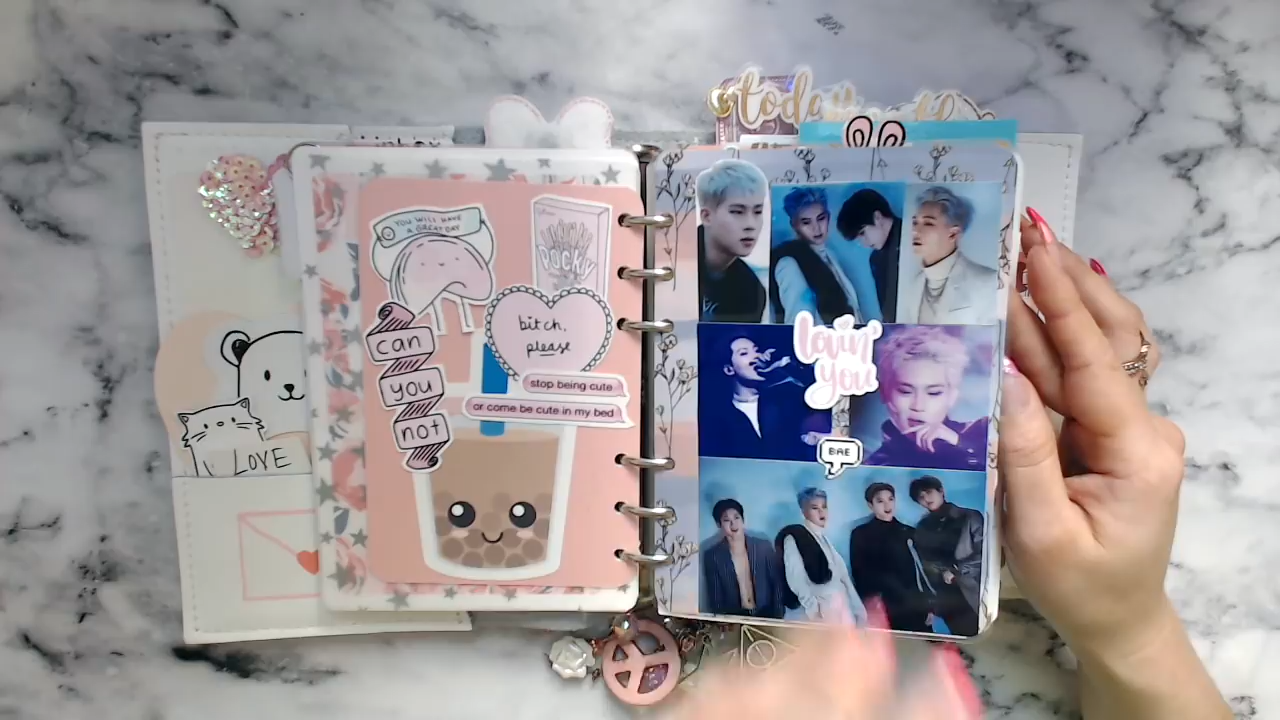 today
YOU WILL HAVE
A GREAT DAY
Pocky
can
you
not
bitch,
please
stop being cute
or come be cute in my bed
LOVE
lovin'
you
BAE